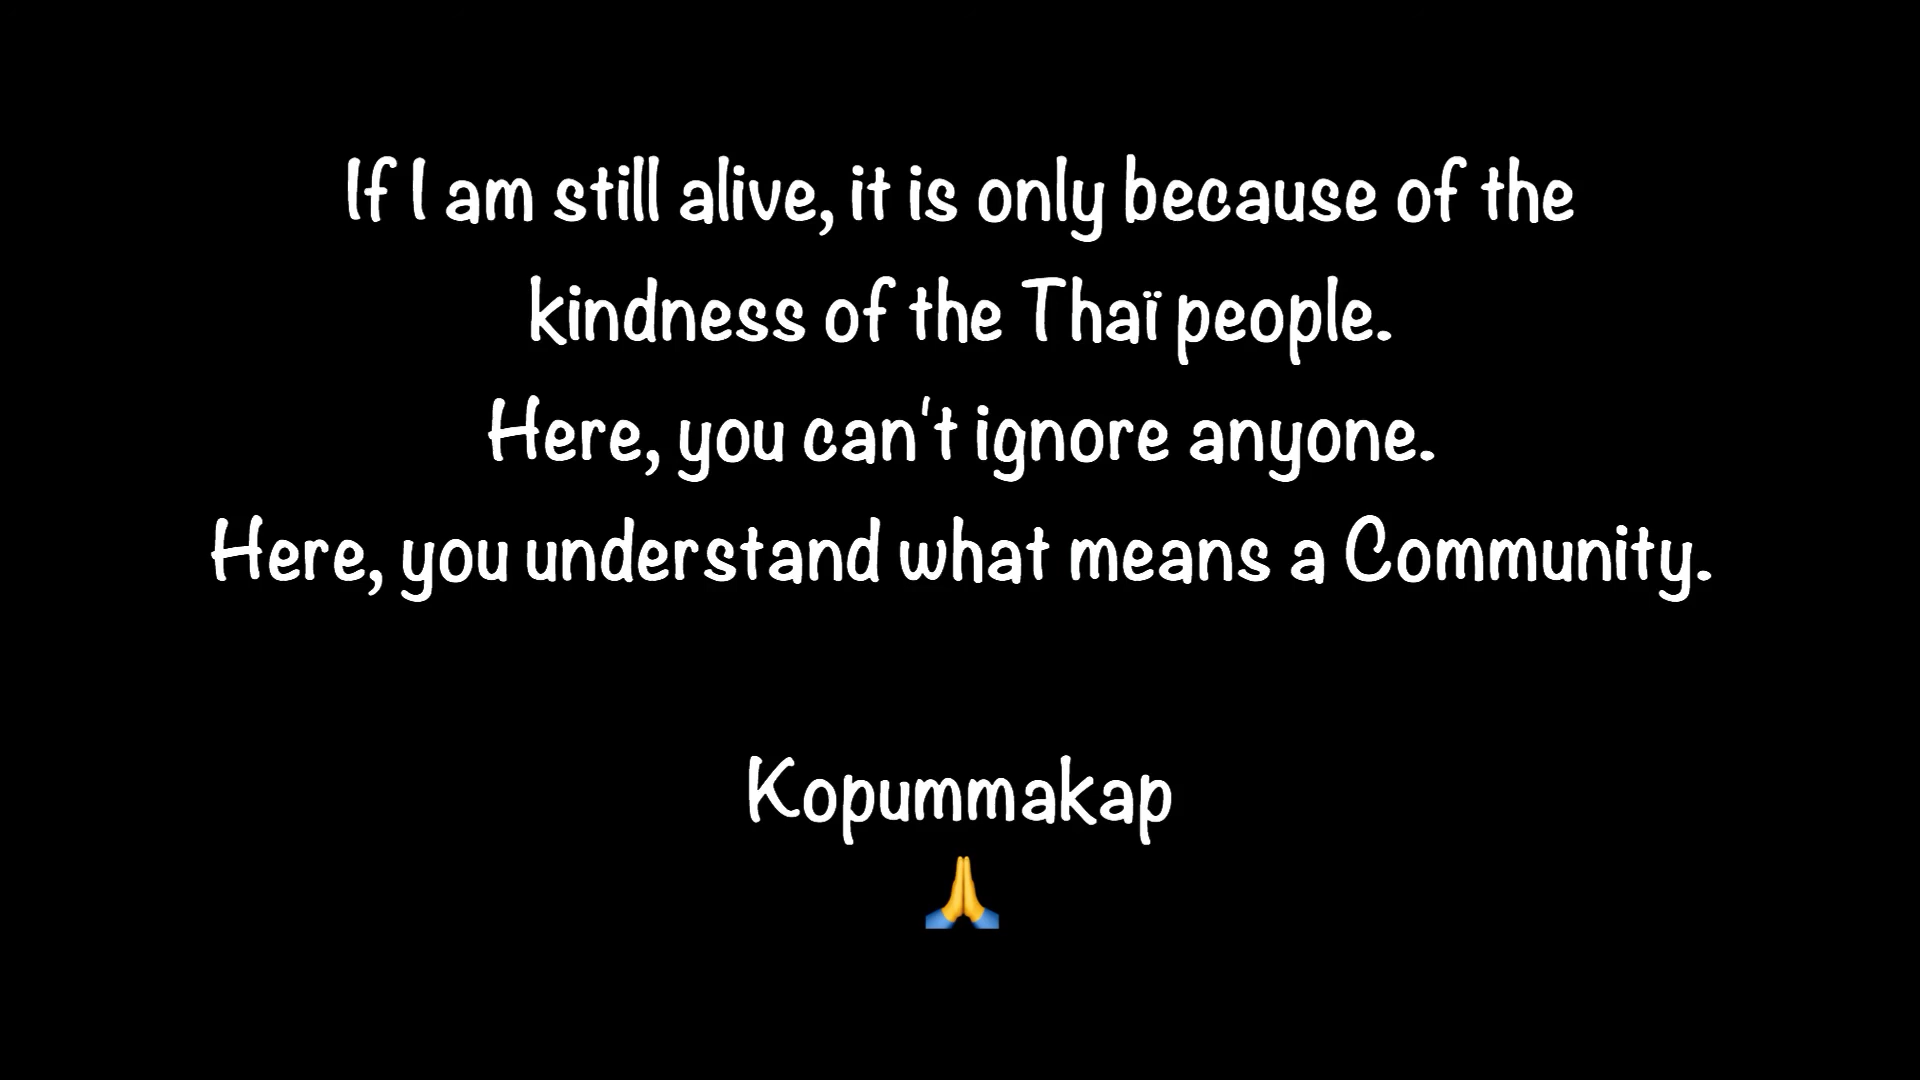 If I am still alive, it is only because of the
kindness of the Thaï people.
Here, you can't ignore anyone.
Here, you understand what means a Community.
Kopummakap
🙏